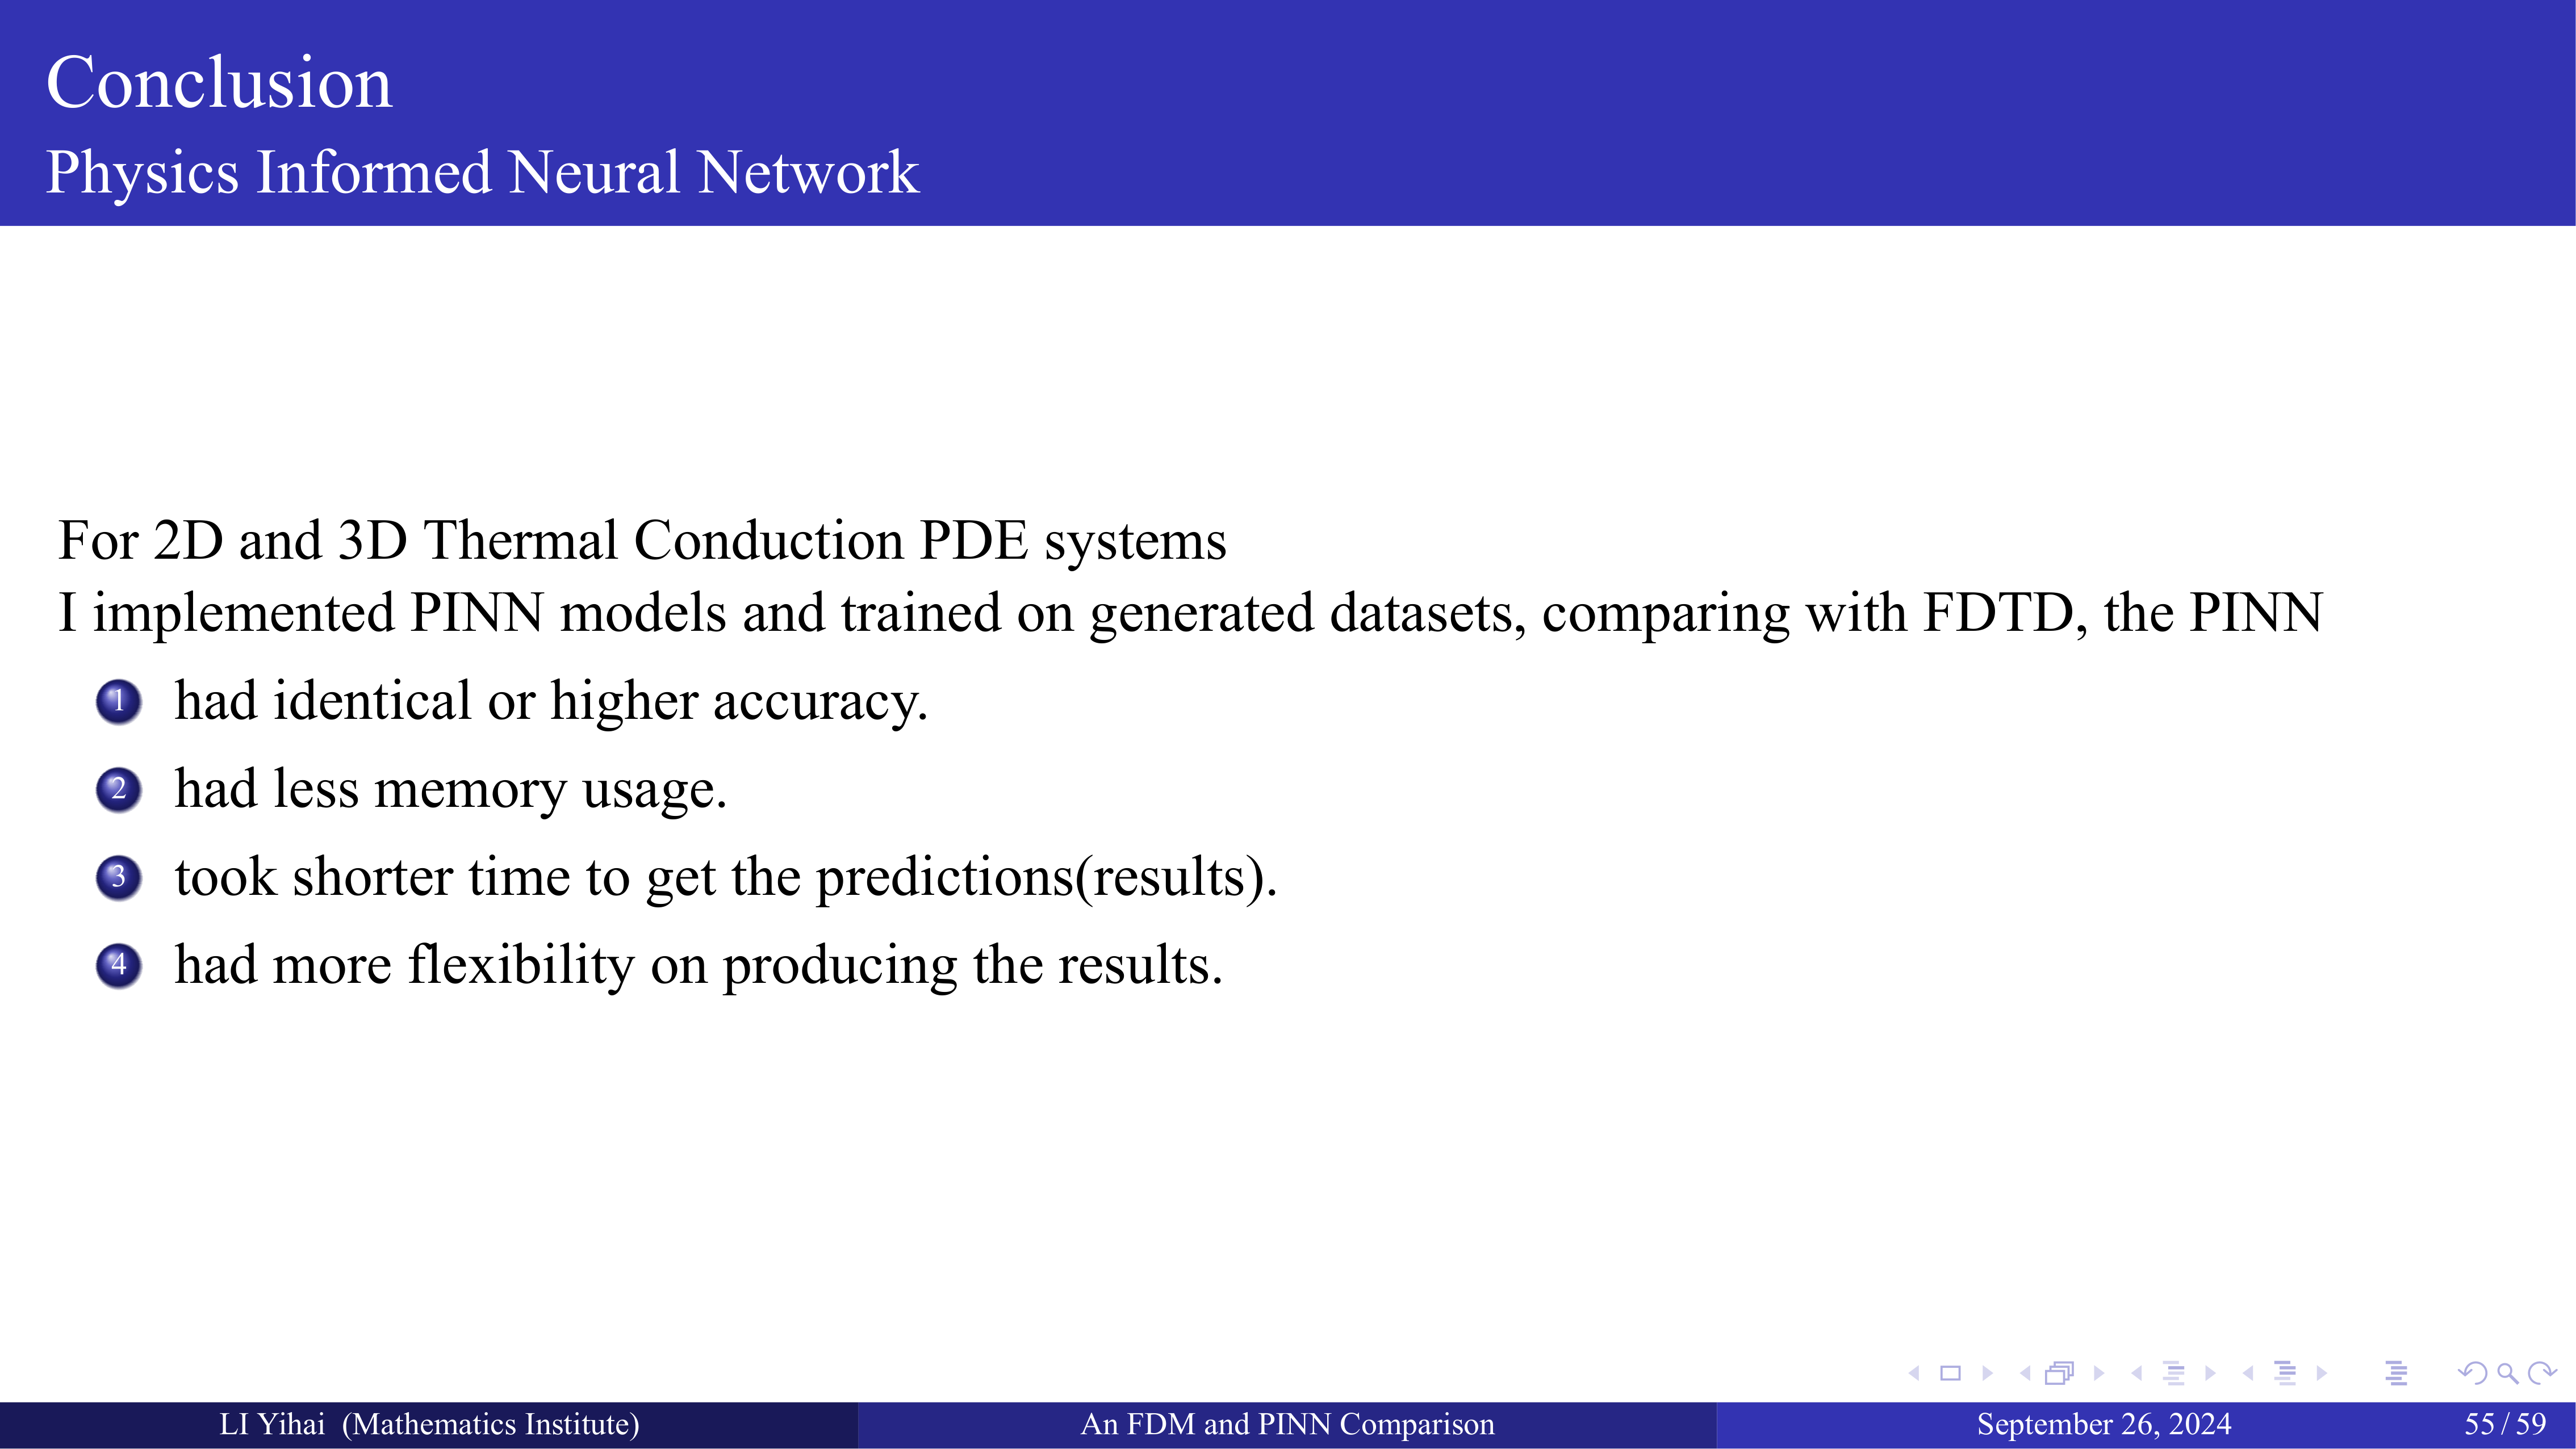 Conclusion
Physics Informed Neural Network
For 2D and 3D Thermal Conduction PDE systems
I implemented PINN models and trained on generated datasets, comparing with FDTD, the PINN
1 had identical or higher accuracy.
2 had less memory usage.
3 took shorter time to get the predictions(results).
4 had more flexibility on producing the results.
LI Yihai (Mathematics Institute) An FDM and PINN Comparison September 26, 2024 55 / 59